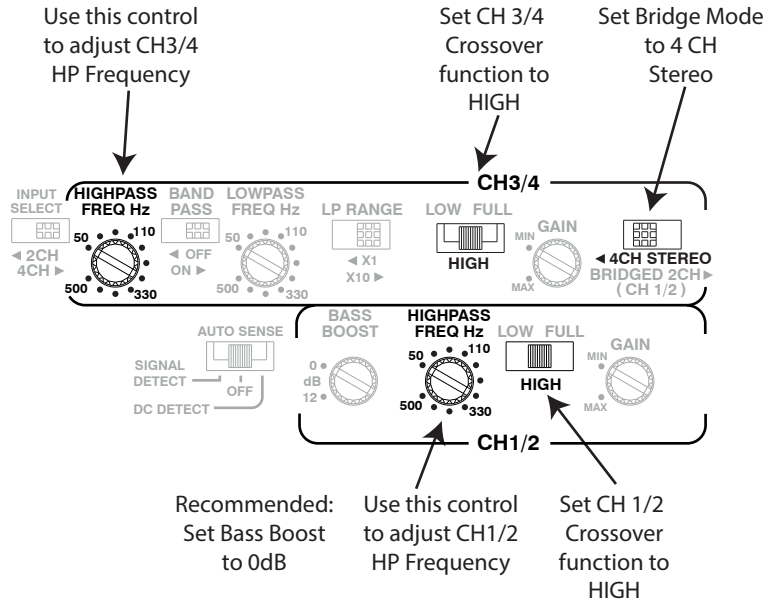 Use this control
to adjust CH3/4
HP Frequency
Set CH 3/4
Crossover
function to
HIGH
Set Bridge Mode
to 4 CH
Stereo
CH3/4
INPUT
SELECT
◄ 2CH
4CH ►
HIGHPASS
FREQ Hz
50
110
500
330
BAND
PASS
◄ OFF
ON ►
LOWPASS
FREQ Hz
50
110
500
330
LP RANGE
◄ X1
X10 ►
LOW FULL
HIGH
GAIN
MIN
MAX
◄ 4CH STEREO
BRIDGED 2CH ►
( CH 1/2 )
AUTO SENSE
SIGNAL
DETECT
OFF
DC DETECT
BASS
BOOST
0
dB
12
HIGHPASS
FREQ Hz
50
110
500
330
LOW FULL
HIGH
GAIN
MIN
MAX
CH1/2
Recommended:
Set Bass Boost
to 0dB
Use this control
to adjust CH1/2
HP Frequency
Set CH 1/2
Crossover
function to
HIGH